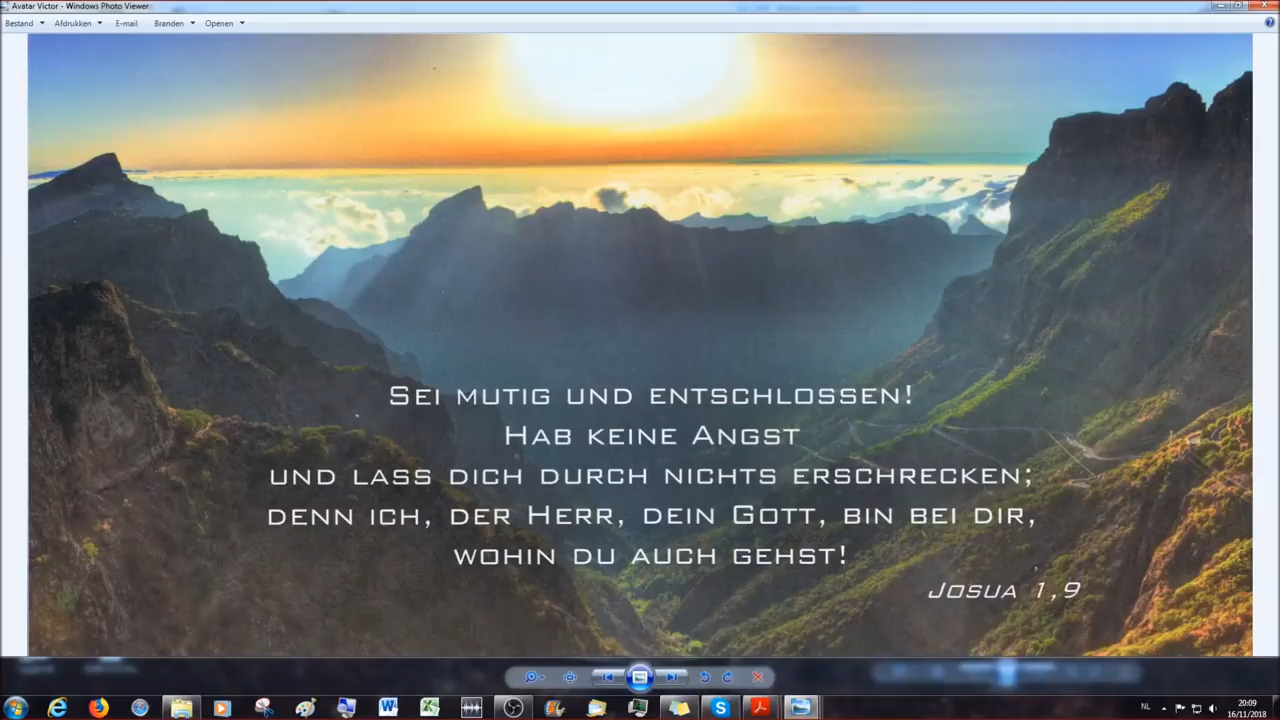 Avatar Victor - Windows Photo Viewer
Bestand Afdrukken E-mail Branden Openen
Sei mutig und entschlossen!
Hab keine Angst
und lass dich durch nichts erschrecken;
denn ich, der Herr, dein Gott, bin bei dir,
wohin du auch gehst!
Josua 1,9
NL 20:09
16/11/2018